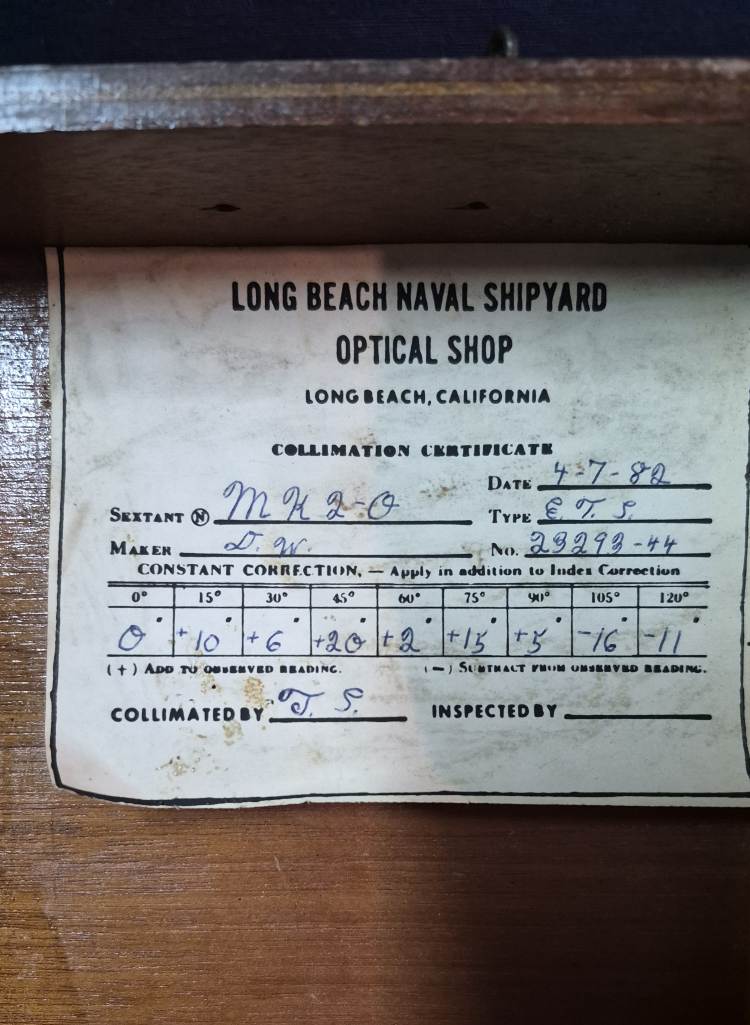 LONG BEACH NAVAL SHIPYARD
OPTICAL SHOP
LONG BEACH, CALIFORNIA
COLLIMATION CERTIFICATE
DATE 4-7-82
SEXTANT Ⓝ MK 2-0 TYPE E. T. S.
MAKER D. W. No. 23293-44
CONSTANT CORRECTION, — Apply in addition to Index Correction
0° 15° 30° 45° 60° 75° 90° 105° 120°
0 +10 +6 +20 +2 +15 +5 -16 -11
(+) ADD TO OBSERVED READING. (—) SUBTRACT FROM OBSERVED READING.
COLLIMATED BY T. S. INSPECTED BY